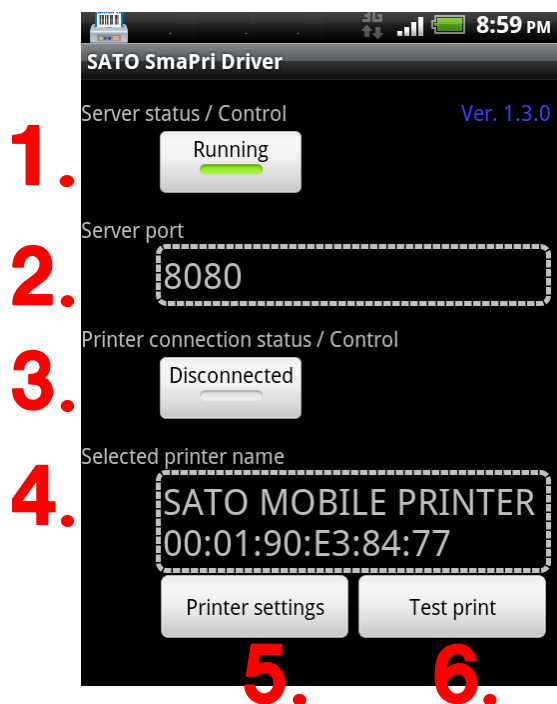 3G 8:59 PM
SATO SmaPri Driver
Server status / Control Ver. 1.3.0
1. Running
Server port
2. 8080
Printer connection status / Control
3. Disconnected
Selected printer name
4. SATO MOBILE PRINTER
00:01:90:E3:84:77
Printer settings Test print
5. 6.